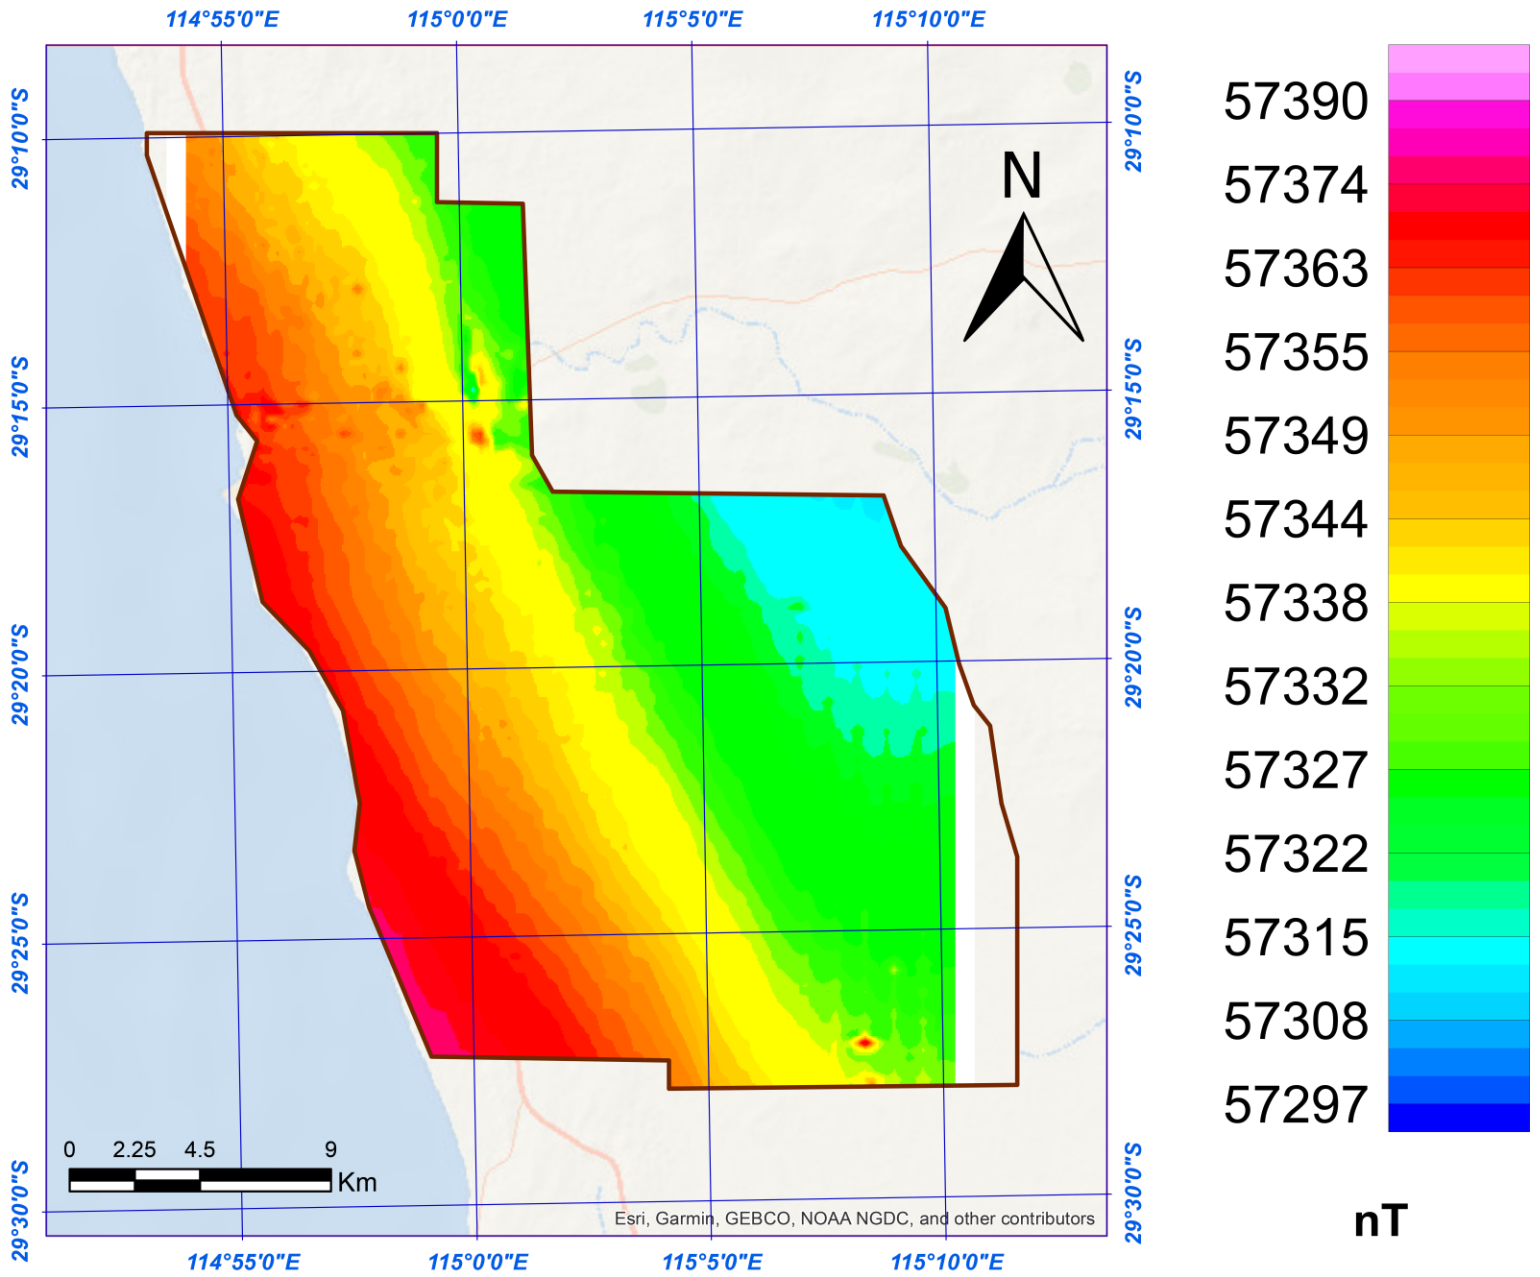 114°55'0"E 115°0'0"E 115°5'0"E 115°10'0"E
29°10'0"S
29°15'0"S
29°20'0"S
29°25'0"S
29°30'0"S
N
29°10'0"S
29°15'0"S
29°20'0"S
29°25'0"S
29°30'0"S
0 2.25 4.5 9
Km
Esri, Garmin, GEBCO, NOAA NGDC, and other contributors
114°55'0"E 115°0'0"E 115°5'0"E 115°10'0"E
57390
57374
57363
57355
57349
57344
57338
57332
57327
57322
57315
57308
57297
nT